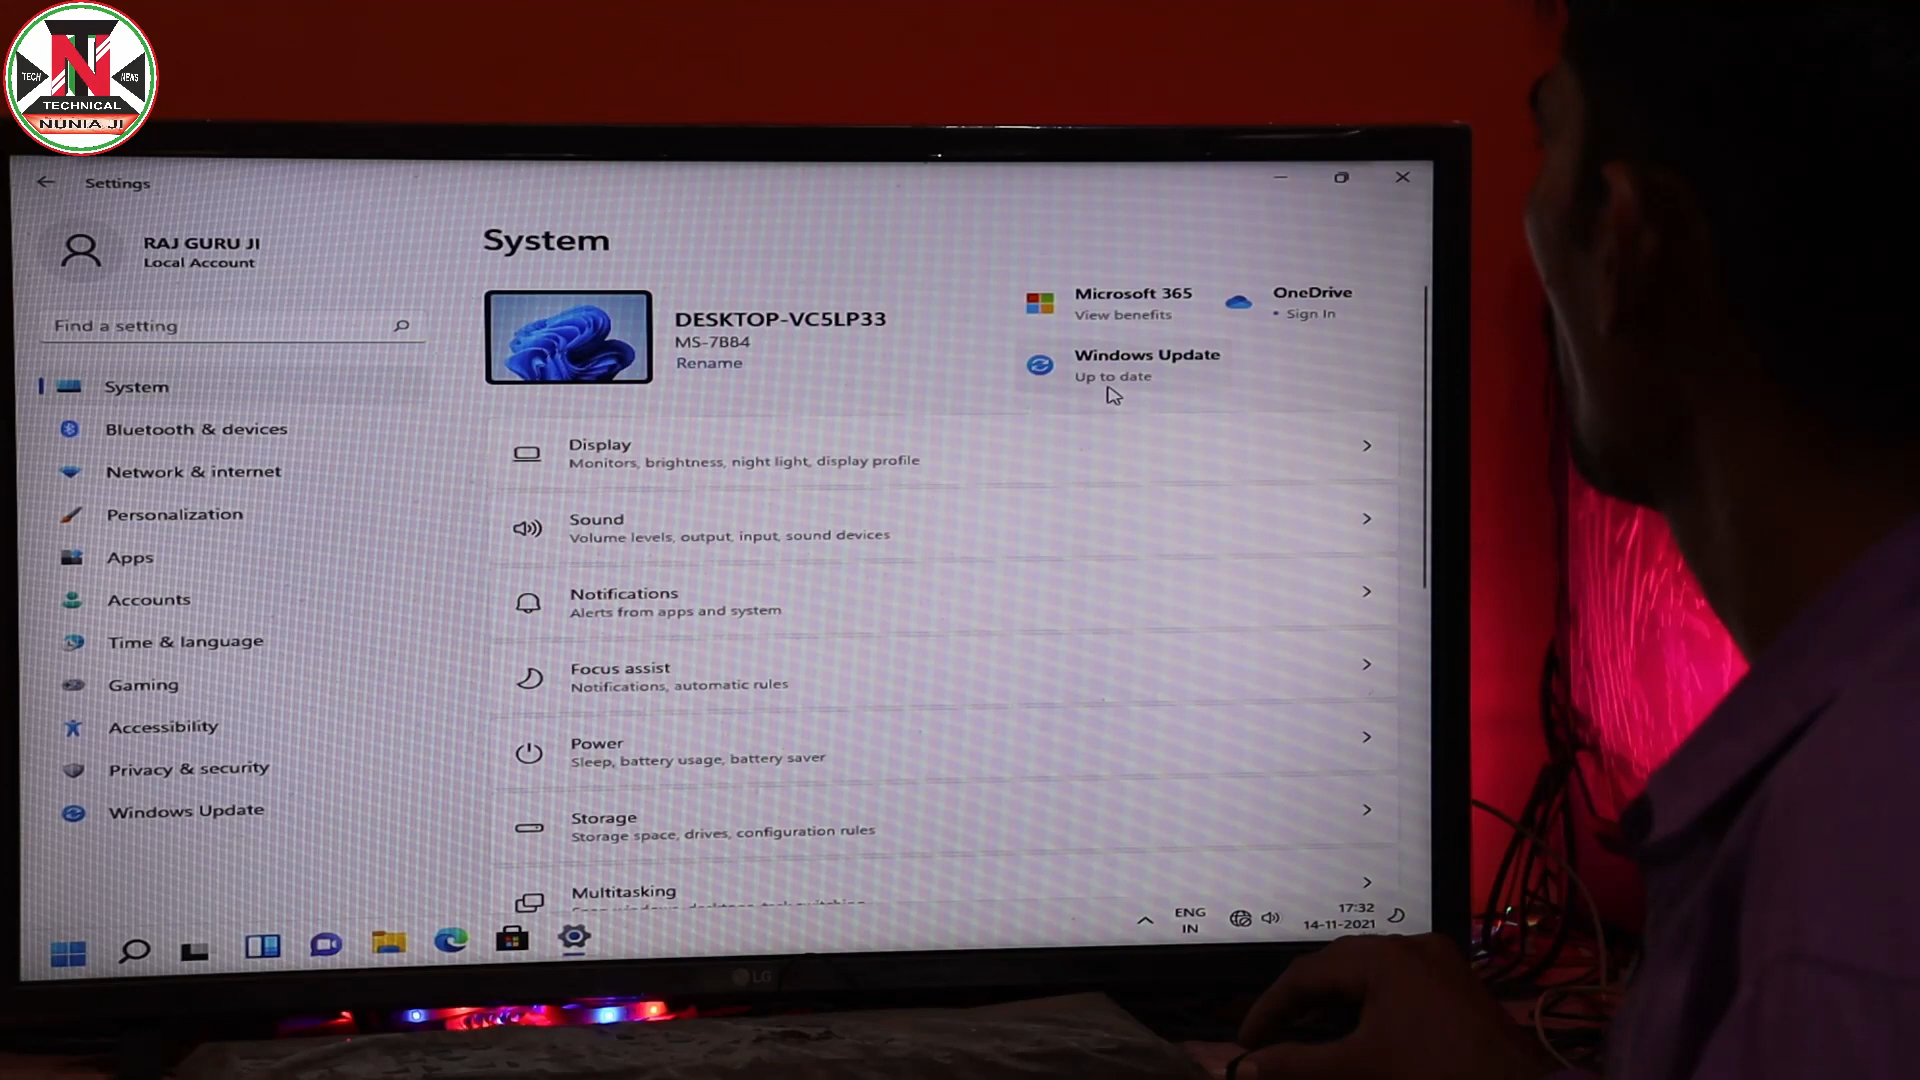 TECH
NEWS
TECHNICAL
NUNIA JI
Settings
RAJ GURU JI
Local Account
Find a setting
System
Bluetooth & devices
Network & internet
Personalization
Apps
Accounts
Time & language
Gaming
Accessibility
Privacy & security
Windows Update
System
DESKTOP-VC5LP33
MS-7B84
Rename
Microsoft 365
View benefits
OneDrive
• Sign In
Windows Update
Up to date
Display
Monitors, brightness, night light, display profile
Sound
Volume levels, output, input, sound devices
Notifications
Alerts from apps and system
Focus assist
Notifications, automatic rules
Power
Sleep, battery usage, battery saver
Storage
Storage space, drives, configuration rules
Multitasking
ENG
IN
17:32
14-11-2021
LG